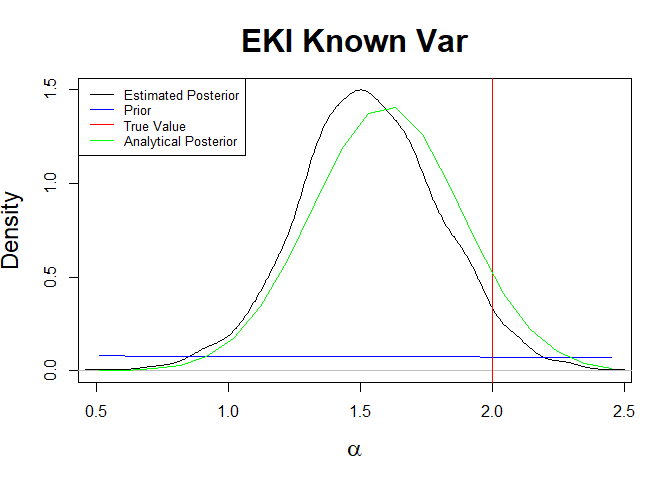 EKI Known Var
Estimated Posterior
Prior
True Value
Analytical Posterior
Density
0.0
0.5
1.0
1.5
0.5
1.0
1.5
2.0
2.5
α